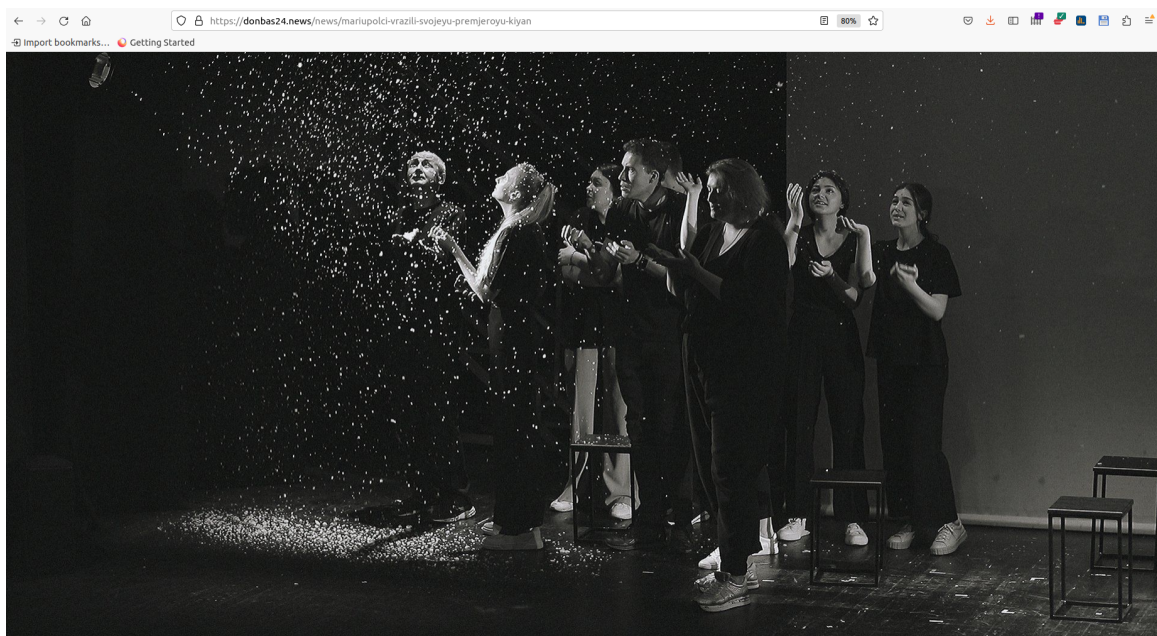 https://donbas24.news/news/mariupolci-vrazili-svojeyu-premjeroyu-kiyan
80%
Import bookmarks...
Getting Started